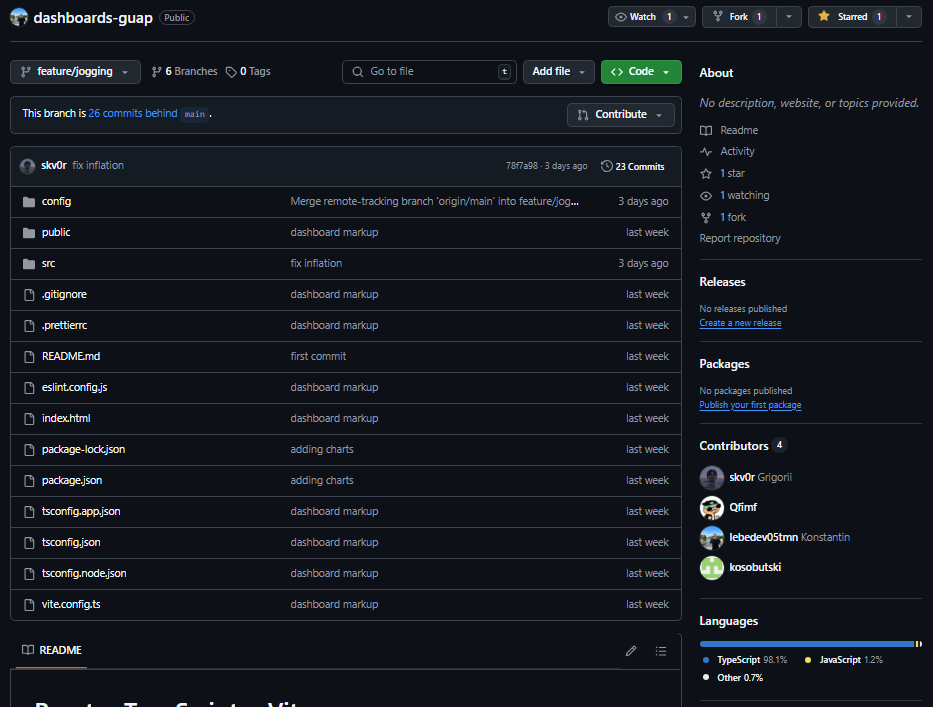 dashboards-guap Public
Watch 1
Fork 1
Starred 1
feature/jogging
6 Branches
0 Tags
Go to file
t
Add file
Code
This branch is 26 commits behind main .
Contribute
skv0r fix inflation
78f7a98 · 3 days ago
23 Commits
config Merge remote-tracking branch 'origin/main' into feature/jog... 3 days ago
public dashboard markup last week
src fix inflation 3 days ago
.gitignore dashboard markup last week
.prettierrc dashboard markup last week
README.md first commit last week
eslint.config.js dashboard markup last week
index.html dashboard markup last week
package-lock.json adding charts last week
package.json adding charts last week
tsconfig.app.json dashboard markup last week
tsconfig.json dashboard markup last week
tsconfig.node.json dashboard markup last week
vite.config.ts dashboard markup last week
README
About
No description, website, or topics provided.
Readme
Activity
1 star
1 watching
1 fork
Report repository
Releases
No releases published
Create a new release
Packages
No packages published
Publish your first package
Contributors 4
skv0r Grigorii
Qfimf
lebedev05tmn Konstantin
kosobutski
Languages
TypeScript 98.1%
JavaScript 1.2%
Other 0.7%